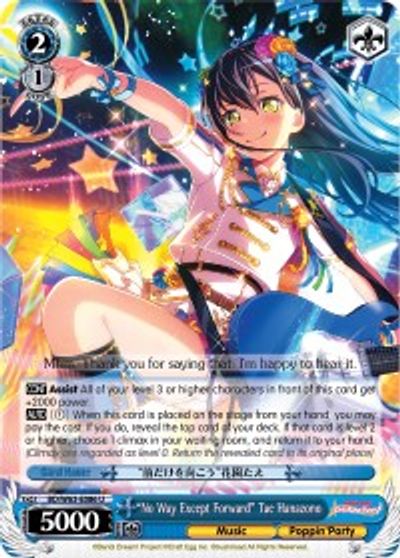 2
1
Thank you for saying that. I'm happy to hear it.
Assist All of your level 3 or higher characters in front of this card get
+2000 power.
AUTO [(1)] When this card is placed on the stage from your hand, you may
may the cost. If you do, reveal the top card of your deck. If that card is level 2
or higher, choose 1 climax in your waiting room, and return it to your hand.
(Climax are regarded as level 0. Return the revealed card to its original place)
"前だけを向こう" 花園たえ
5000
"No Way Except Forward" Tae Hanazono
Music
Poppin'Party